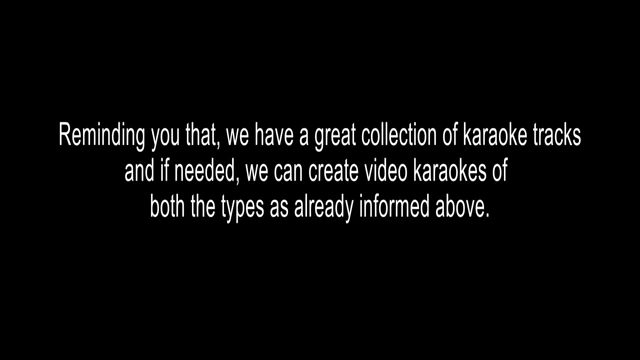 Reminding you that, we have a great collection of karaoke tracks
and if needed, we can create video karaokes of
both the types as already informed above.